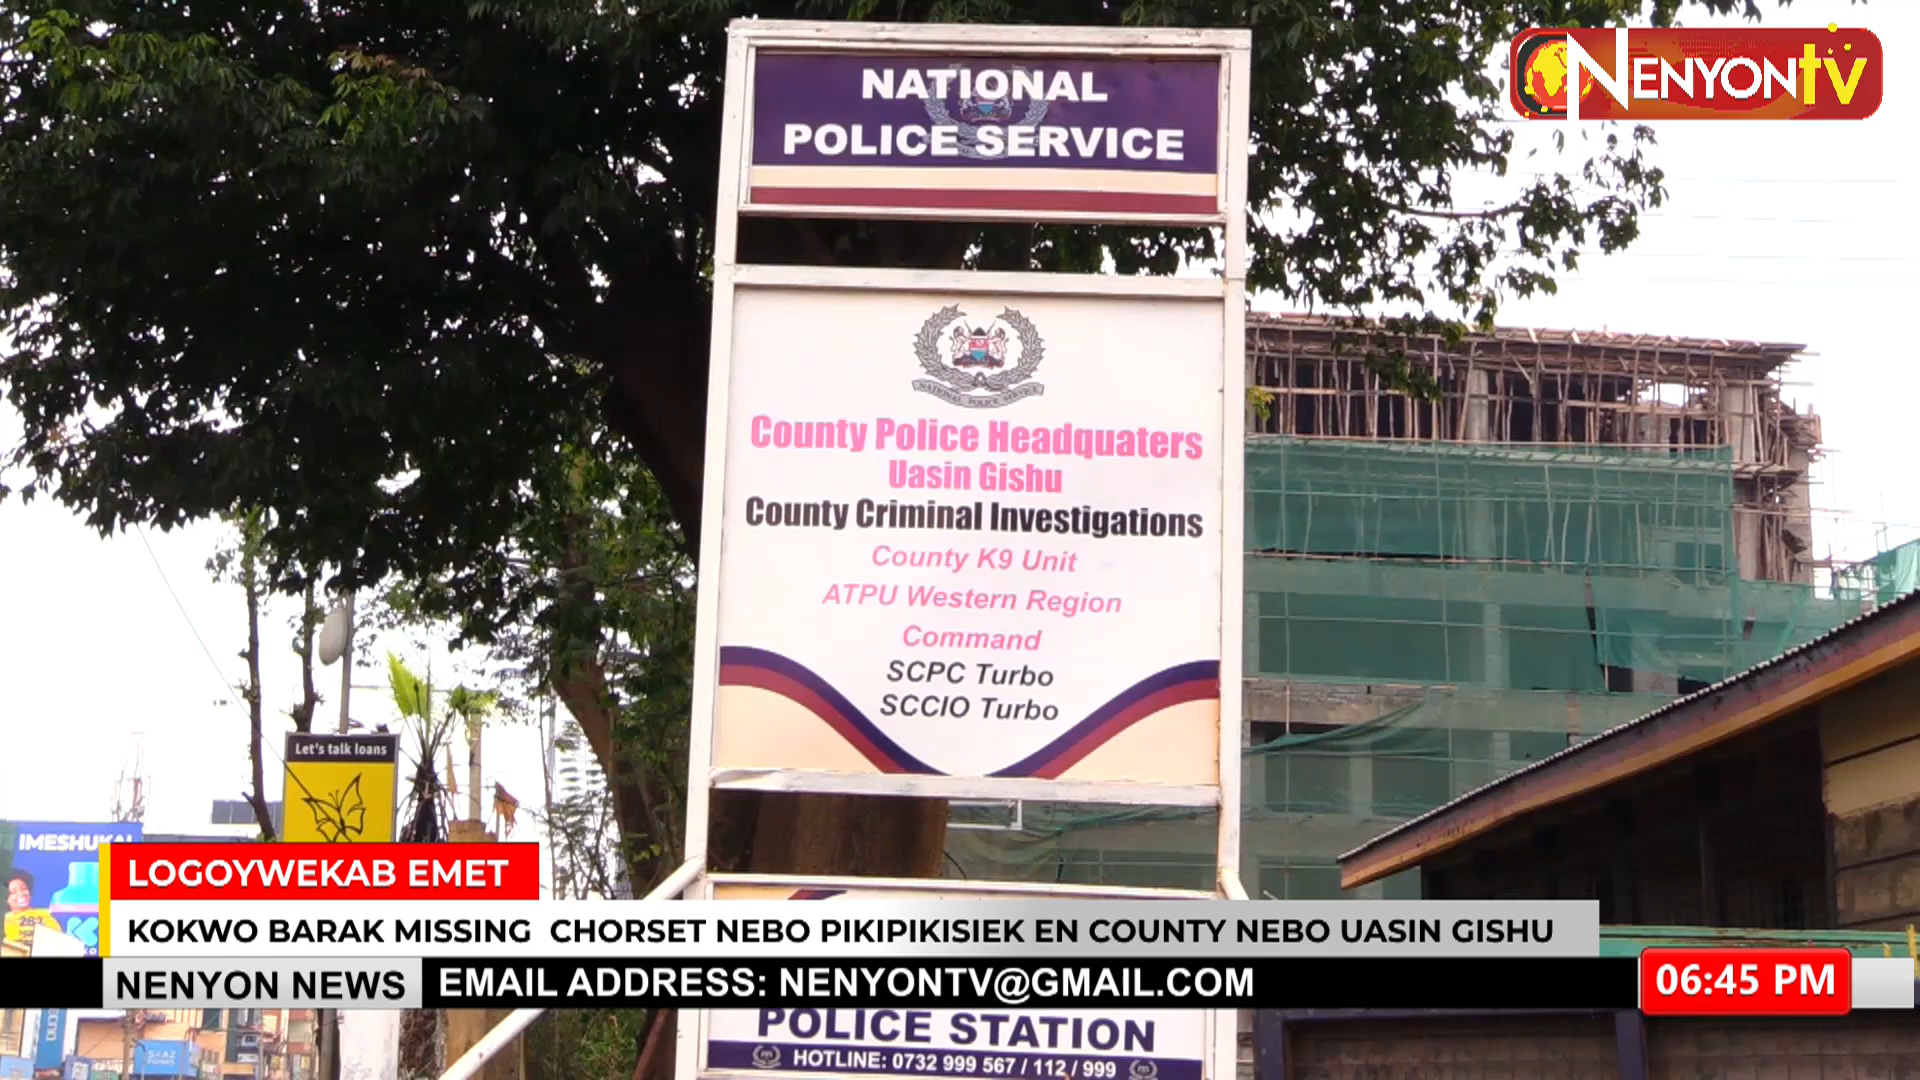 NENYONTV
NATIONAL
POLICE SERVICE
NATIONAL POLICE SERVICE
County Police Headquaters
Uasin Gishu
County Criminal Investigations
County K9 Unit
ATPU Western Region
Command
SCPC Turbo
SCCIO Turbo
Let's talk loans
IMESHUKA!
LOGOYWEKAB EMET
KOKWO BARAK MISSING CHORSET NEBO PIKIPIKISIEK EN COUNTY NEBO UASIN GISHU
NENYON NEWS
EMAIL ADDRESS: NENYONTV@GMAIL.COM
06:45 PM
POLICE STATION
HOTLINE: 0732 999 567 / 112 / 999